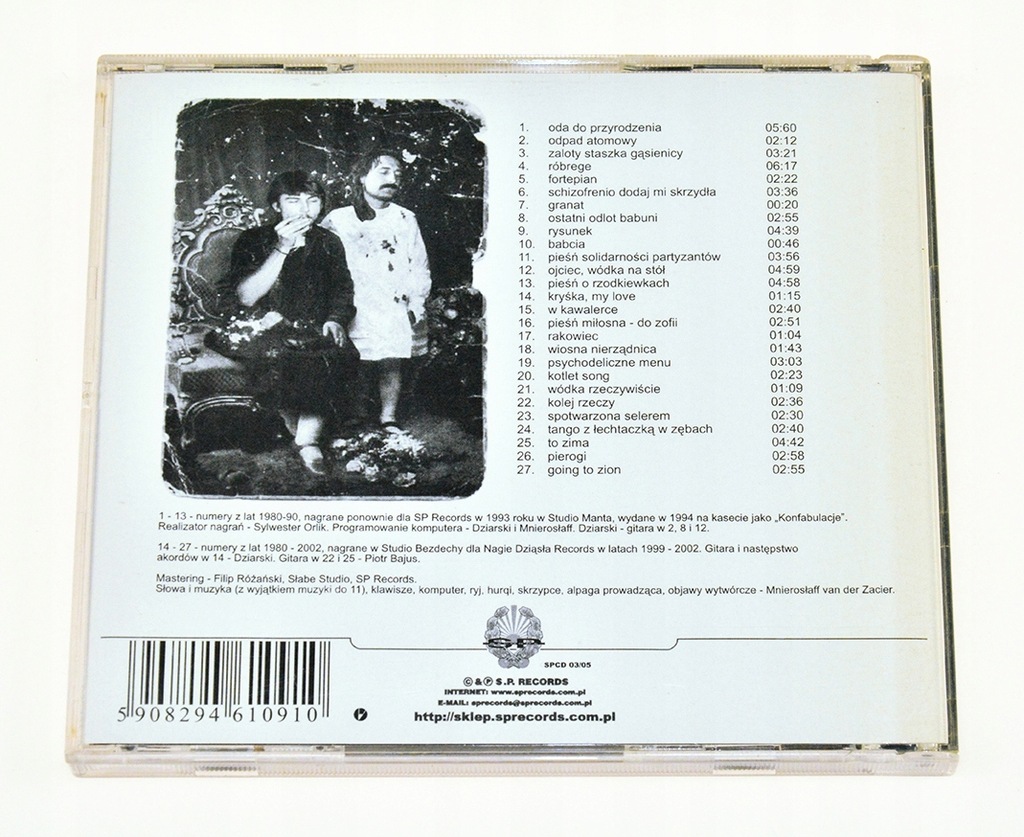 1. oda do przyrodzenia 05:60
2. odpad atomowy 02:12
3. zaloty staszka gąsienicy 03:21
4. róbrege 06:17
5. fortepian 02:22
6. schizofrenio dodaj mi skrzydła 03:36
7. granat 00:20
8. ostatni odlot babuni 02:55
9. rysunek 04:39
10. babcia 00:46
11. pieśń solidarności partyzantów 03:56
12. ojciec, wódka na stół 04:59
13. pieśń o rzodkiewkach 04:58
14. kryśka, my love 01:15
15. w kawalerce 02:40
16. pieśń miłosna - do zofii 02:51
17. rakowiec 01:04
18. wiosna nierządnica 01:43
19. psychodeliczne menu 03:03
20. kotlet song 02:23
21. wódka rzeczywiście 01:09
22. kolej rzeczy 02:36
23. spotwarzona selerem 02:30
24. tango z łechtaczką w zębach 02:40
25. to zima 04:42
26. pierogi 02:58
27. going to zion 02:55
1 - 13 - numery z lat 1980-90, nagrane ponownie dla SP Records w 1993 roku w Studio Manta, wydane w 1994 na kasecie jako „Konfabulacje”.
Realizator nagrań - Sylwester Orlik. Programowanie komputera - Dziarski i Mnierosłaff. Dziarski - gitara w 2, 8 i 12.
14 - 27 - numery z lat 1980 - 2002, nagrane w Studio Bezdechy dla Nagie Dziąsła Records w latach 1999 - 2002. Gitara i następstwo
akordów w 14 - Dziarski. Gitara w 22 i 25 - Piotr Bajus.
Mastering - Filip Różański, Słabe Studio, SP Records.
Słowa i muzyka (z wyjątkiem muzyki do 11), klawisze, komputer, ryj, hurqi, skrzypce, alpaga prowadząca, objawy wytwórcze - Mnierosłaff van der Zacier.
SPCD 03/05
© & ℗ S.P. RECORDS
INTERNET: www.sprecords.com.pl
E-MAIL: sprecords@sprecords.com.pl
http://sklep.sprecords.com.pl
5 908294 610910